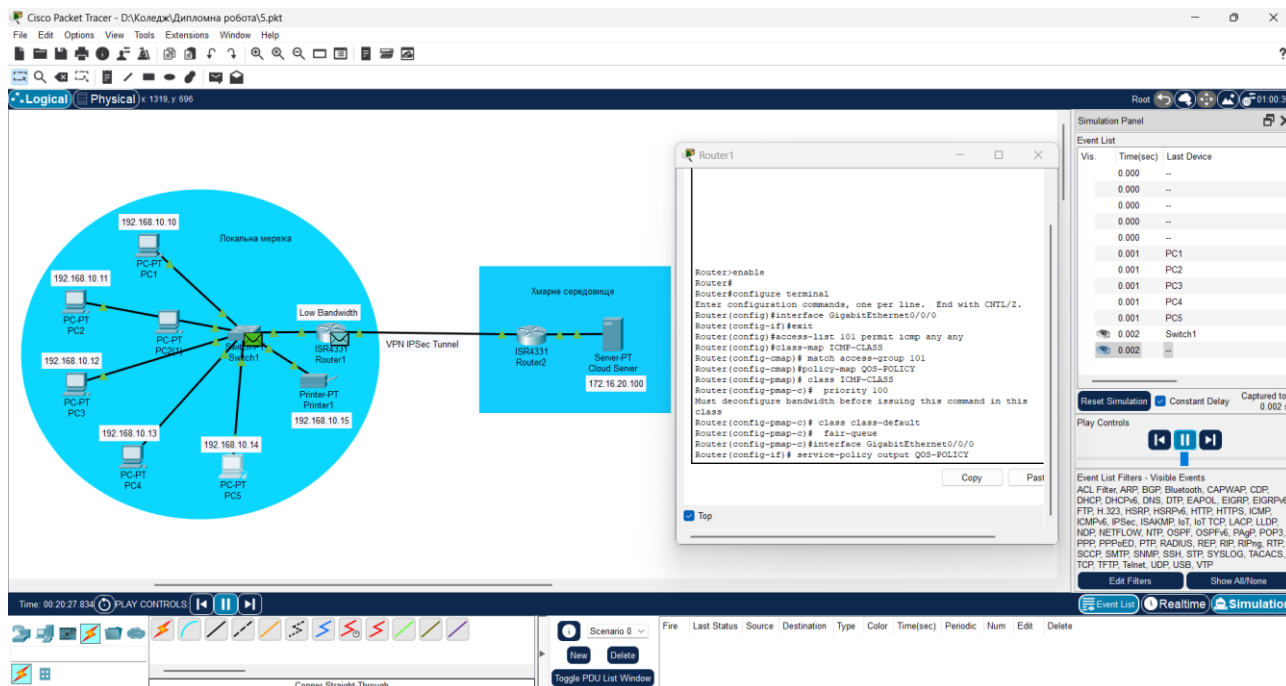 Cisco Packet Tracer - D:\Коледж\Дипломна робота\5.pkt
File Edit Options View Tools Extensions Window Help
?
Logical Physical x: 1319, y: 696
Root 01:00:3
192.168.10.10
Локальна мережа
PC-PT
PC1
192.168.10.11
PC-PT
PC2
PC-PT
PC2(1)
Low Bandwidth
Switch1
ISR4331
Router1
VPN IPSec Tunnel
192.168.10.12
PC-PT
PC3
Printer-PT
Printer1
192.168.10.15
192.168.10.13
PC-PT
PC4
192.168.10.14
PC-PT
PC5
Хмарне середовище
ISR4331
Router2
Server-PT
Cloud Server
172.16.20.100
Router1
Router>enable
Router#
Router#configure terminal
Enter configuration commands, one per line. End with CNTL/Z.
Router(config)#interface GigabitEthernet0/0/0
Router(config-if)#exit
Router(config)#access-list 101 permit icmp any any
Router(config)#class-map ICMP-CLASS
Router(config-cmap)# match access-group 101
Router(config-cmap)#policy-map QOS-POLICY
Router(config-pmap)# class ICMP-CLASS
Router(config-pmap-c)# priority 100
Must deconfigure bandwidth before issuing this command in this
class
Router(config-pmap-c)# class class-default
Router(config-pmap-c)# fair-queue
Router(config-pmap-c)#interface GigabitEthernet0/0/0
Router(config-if)# service-policy output QOS-POLICY
Copy Past
Top
Simulation Panel
Event List
Vis. Time(sec) Last Device
0.000 --
0.000 --
0.000 --
0.000 --
0.000 --
0.001 PC1
0.001 PC2
0.001 PC3
0.001 PC4
0.001 PC5
0.002 Switch1
0.002 --
Reset Simulation Constant Delay Captured to
0.002 s
Play Controls
Event List Filters - Visible Events
ACL Filter, ARP, BGP, Bluetooth, CAPWAP, CDP,
DHCP, DHCPv6, DNS, DTP, EAPOL, EIGRP, EIGRPv6
FTP, H.323, HSRP, HSRPv6, HTTP, HTTPS, ICMP,
ICMPv6, IPSec, ISAKMP, IoT, IoT TCP, LACP, LLDP,
NDP, NETFLOW, NTP, OSPF, OSPFv6, PAgP, POP3,
PPP, PPPoED, PTP, RADIUS, REP, RIP, RIPng, RTP,
SCCP, SMTP, SNMP, SSH, STP, SYSLOG, TACACS,
TCP, TFTP, Telnet, UDP, USB, VTP
Edit Filters Show All/None
Time: 00:20:27.834 PLAY CONTROLS:
Event List Realtime Simulation
Scenario 0
New Delete
Toggle PDU List Window
Fire Last Status Source Destination Type Color Time(sec) Periodic Num Edit Delete
Copper Straight-Through